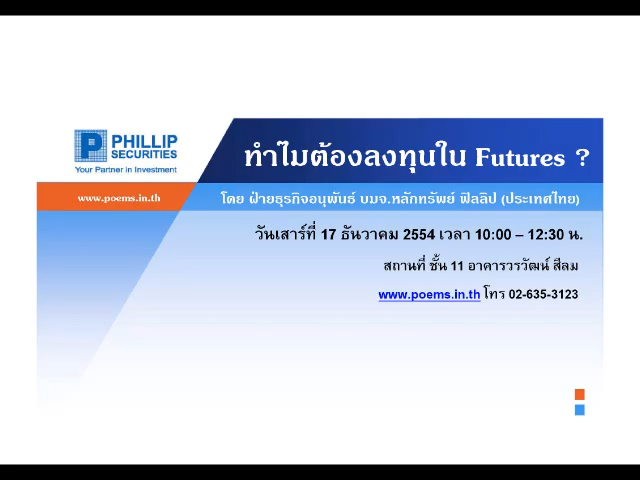 PHILLIP
SECURITIES
Your Partner in Investment
ทำไมต้องลงทุนใน Futures ?
www.poems.in.th
โดย ฝ่ายธุรกิจอนุพันธ์ บมจ.หลักทรัพย์ ฟิลลิป (ประเทศไทย)
วันเสาร์ที่ 17 ธันวาคม 2554 เวลา 10:00 – 12:30 น.
สถานที่ ชั้น 11 อาคารวรวัฒน์ สีลม
www.poems.in.th โทร 02-635-3123